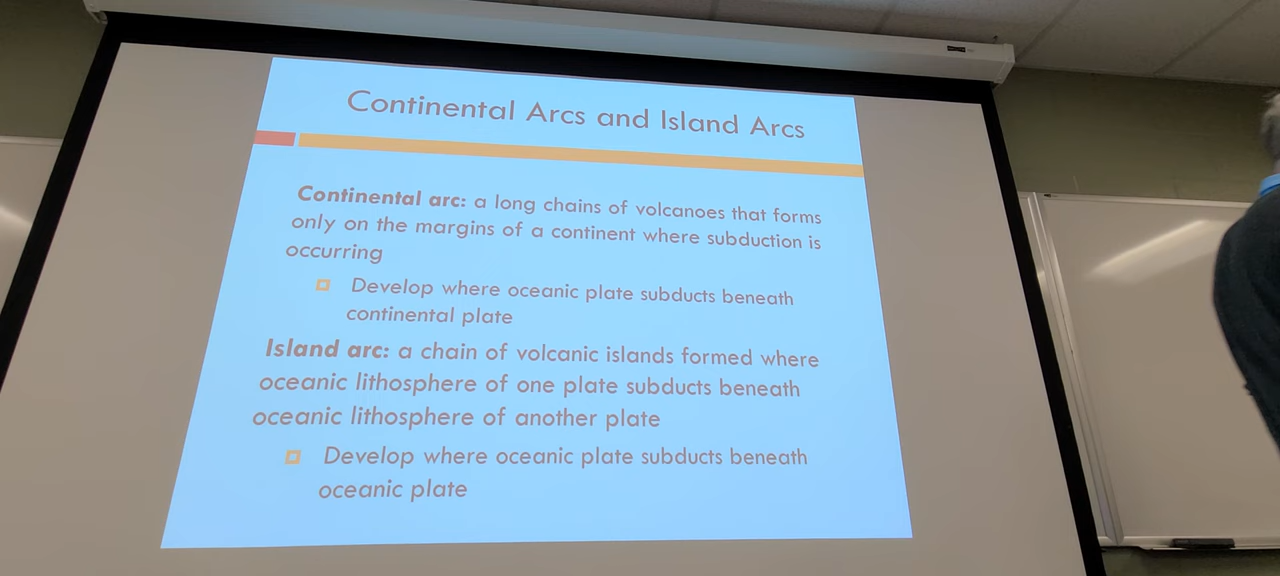 Continental Arcs and Island Arcs
Continental arc: a long chains of volcanoes that forms
only on the margins of a continent where subduction is
occurring
Develop where oceanic plate subducts beneath
continental plate
Island arc: a chain of volcanic islands formed where
oceanic lithosphere of one plate subducts beneath
oceanic lithosphere of another plate
Develop where oceanic plate subducts beneath
oceanic plate